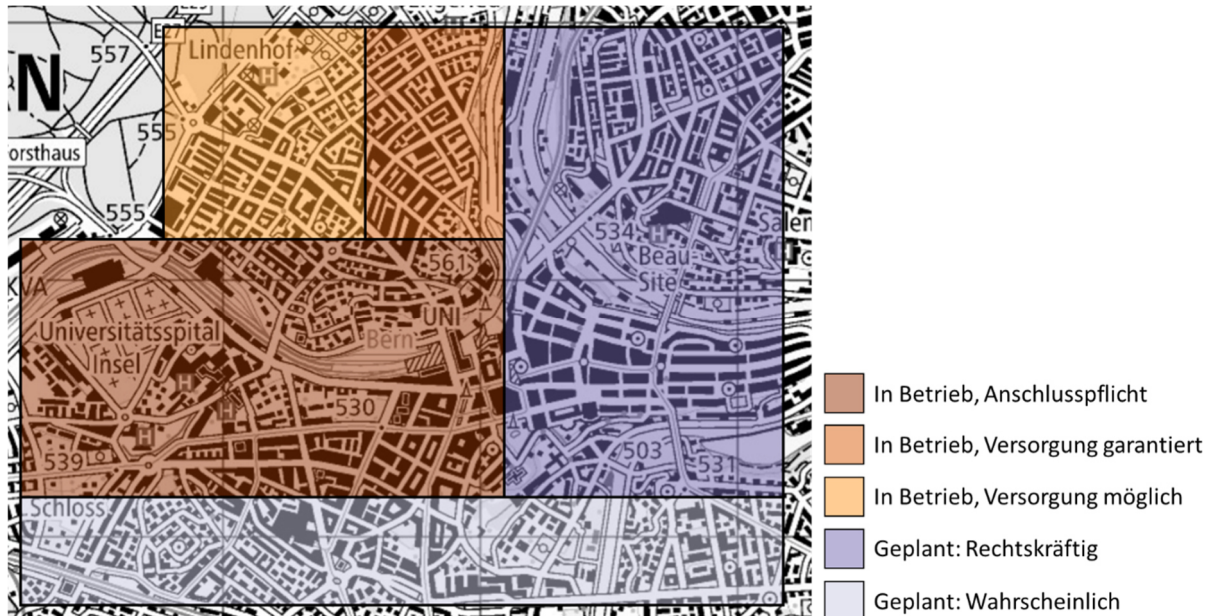 557
Lindenhof
H
N
555
orsthaus
555
534
H
Beau-
Site
Saler
H
KVA
561
Universitätsspital
Insel
Bern
UNI
H
H
H
530
539
503
531
Schloss
In Betrieb, Anschlusspflicht
In Betrieb, Versorgung garantiert
In Betrieb, Versorgung möglich
Geplant: Rechtskräftig
Geplant: Wahrscheinlich